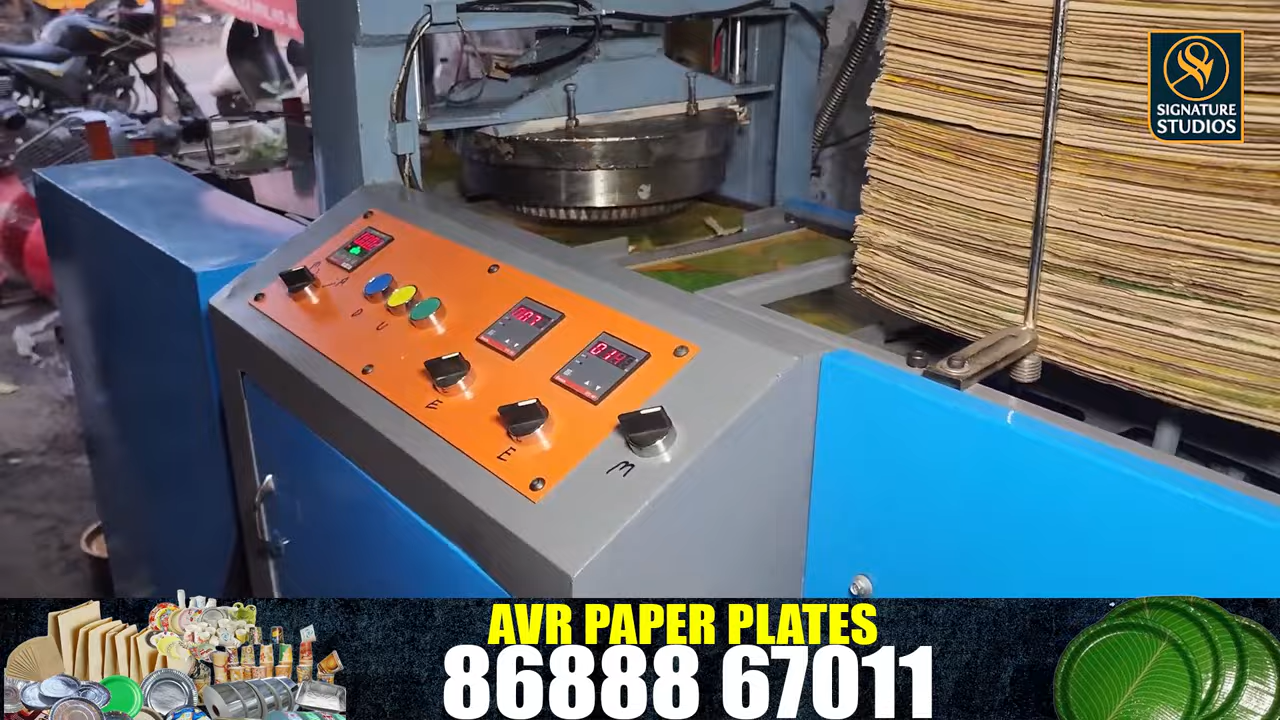 SIGNATURE
STUDIOS
D
U
E
E
M
AVR PAPER PLATES
86888 67011